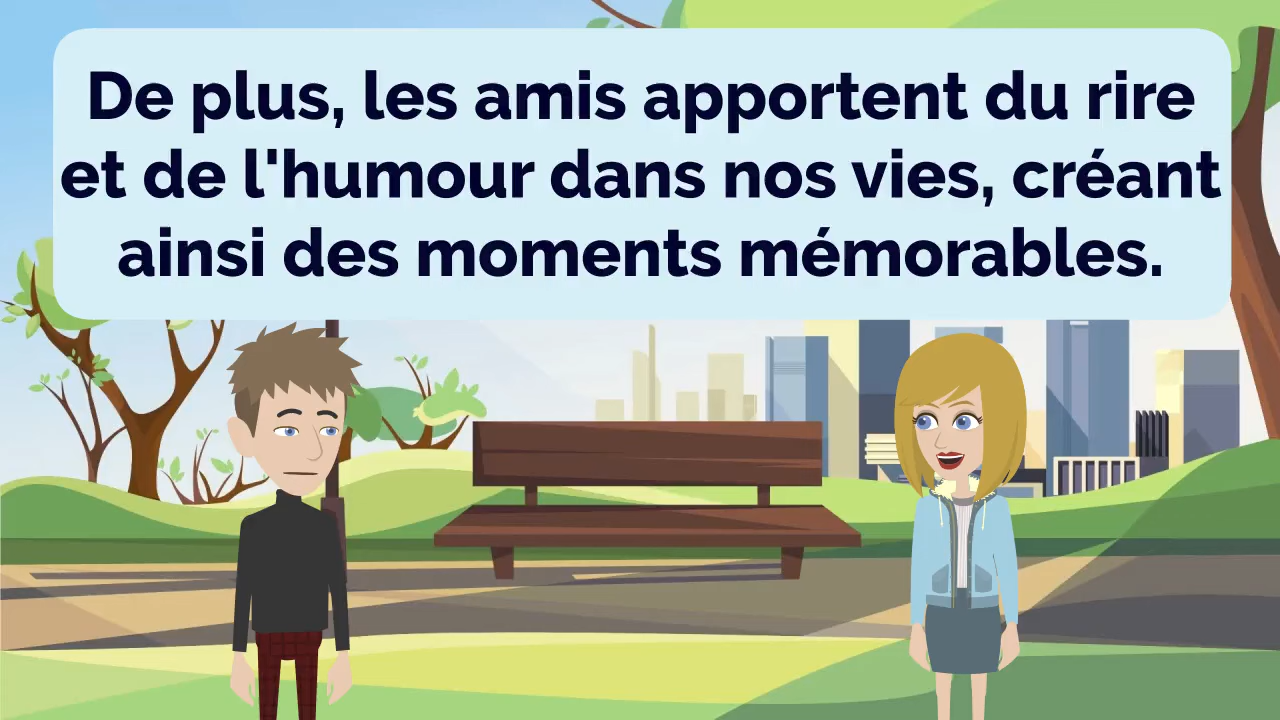 De plus, les amis apportent du rire
et de l'humour dans nos vies, créant
ainsi des moments mémorables.